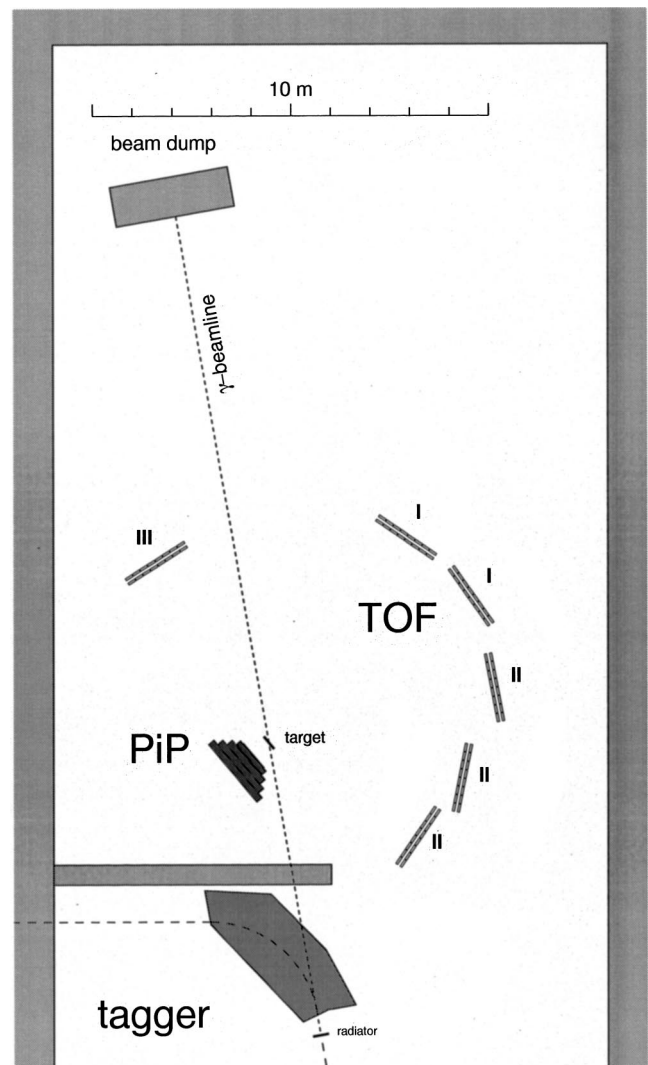 10 m
beam dump
γ–beamline
I
III
I
TOF
II
PiP
target
II
II
tagger
radiator